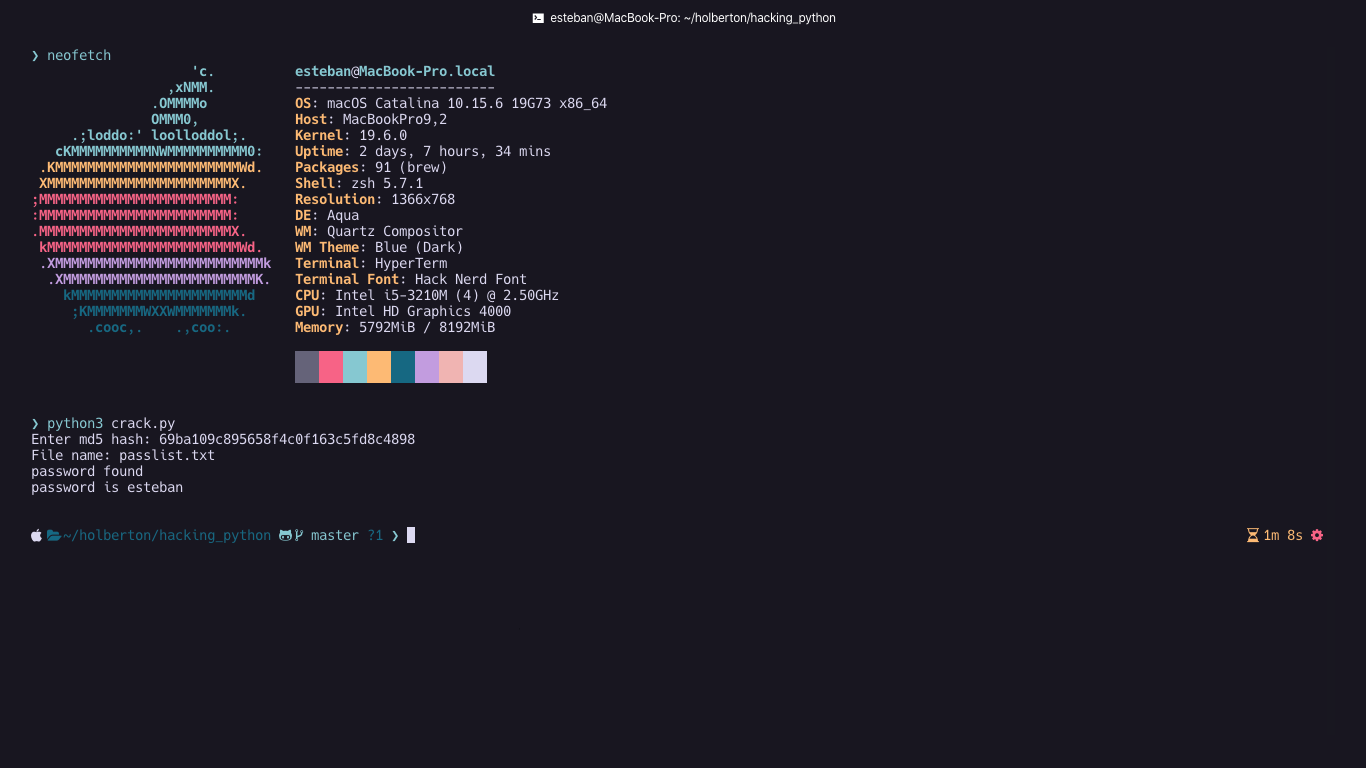 esteban@MacBook-Pro: ~/holberton/hacking_python
❯ neofetch
'c.          esteban@MacBook-Pro.local
,xNMM.          -------------------------
.OMMMMo           OS: macOS Catalina 10.15.6 19G73 x86_64
OMMM0,            Host: MacBookPro9,2
.;loddo:' loolloddol;.      Kernel: 19.6.0
cKMMMMMMMMMMNWMMMMMMMMMM0:    Uptime: 2 days, 7 hours, 34 mins
.KMMMMMMMMMMMMMMMMMMMMMMMWd.    Packages: 91 (brew)
XMMMMMMMMMMMMMMMMMMMMMMMX.      Shell: zsh 5.7.1
;MMMMMMMMMMMMMMMMMMMMMMMM:       Resolution: 1366x768
:MMMMMMMMMMMMMMMMMMMMMMMM:       DE: Aqua
.MMMMMMMMMMMMMMMMMMMMMMMMX.      WM: Quartz Compositor
kMMMMMMMMMMMMMMMMMMMMMMMMWd.    WM Theme: Blue (Dark)
.XMMMMMMMMMMMMMMMMMMMMMMMMMMk   Terminal: HyperTerm
.XMMMMMMMMMMMMMMMMMMMMMMMMK.   Terminal Font: Hack Nerd Font
kMMMMMMMMMMMMMMMMMMMMMMd     CPU: Intel i5-3210M (4) @ 2.50GHz
;KMMMMMMMWXXWMMMMMMMk.      GPU: Intel HD Graphics 4000
.cooc,.    .,coo:.        Memory: 5792MiB / 8192MiB
❯ python3 crack.py
Enter md5 hash: 69ba109c895658f4c0f163c5fd8c4898
File name: passlist.txt
password found
password is esteban
~/holberton/hacking_python master ?1 ❯ 1m 8s